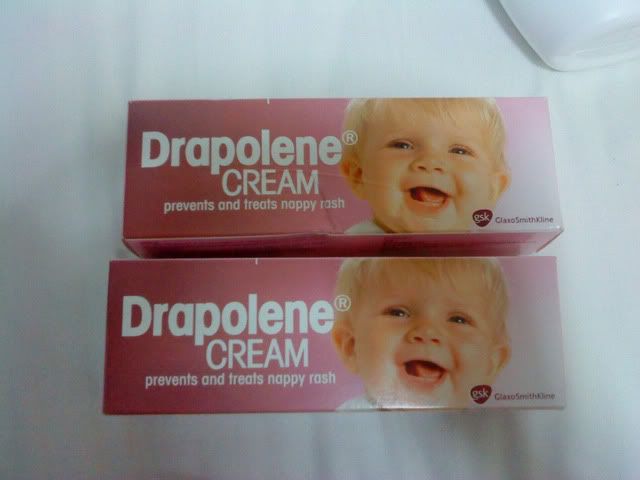 Drapolene®
CREAM
prevents and treats nappy rash
gsk GlaxoSmithKline
Drapolene®
CREAM
prevents and treats nappy rash
gsk GlaxoSmithKline